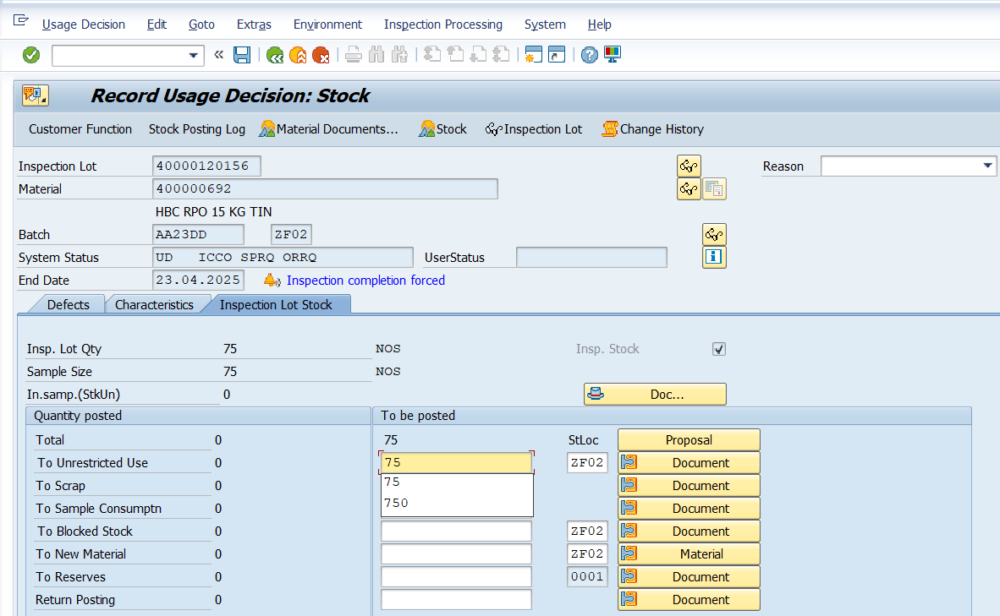 Usage Decision Edit Goto Extras Environment Inspection Processing System Help
Record Usage Decision: Stock
Customer Function Stock Posting Log Material Documents... Stock Inspection Lot Change History
Inspection Lot 40000120156 Reason
Material 400000692
HBC RPO 15 KG TIN
Batch AA23DD ZF02
System Status UD ICCO SPRQ ORRQ UserStatus
End Date 23.04.2025 Inspection completion forced
Defects Characteristics Inspection Lot Stock
Insp. Lot Qty 75 NOS Insp. Stock
Sample Size 75 NOS
In.samp.(StkUn) 0 Doc...
Quantity posted To be posted
Total 0 75 StLoc Proposal
To Unrestricted Use 0 75 ZF02 Document
To Scrap 0 75 Document
To Sample Consumptn 0 750 Document
To Blocked Stock 0 ZF02 Document
To New Material 0 ZF02 Material
To Reserves 0 0001 Document
Return Posting 0 Document